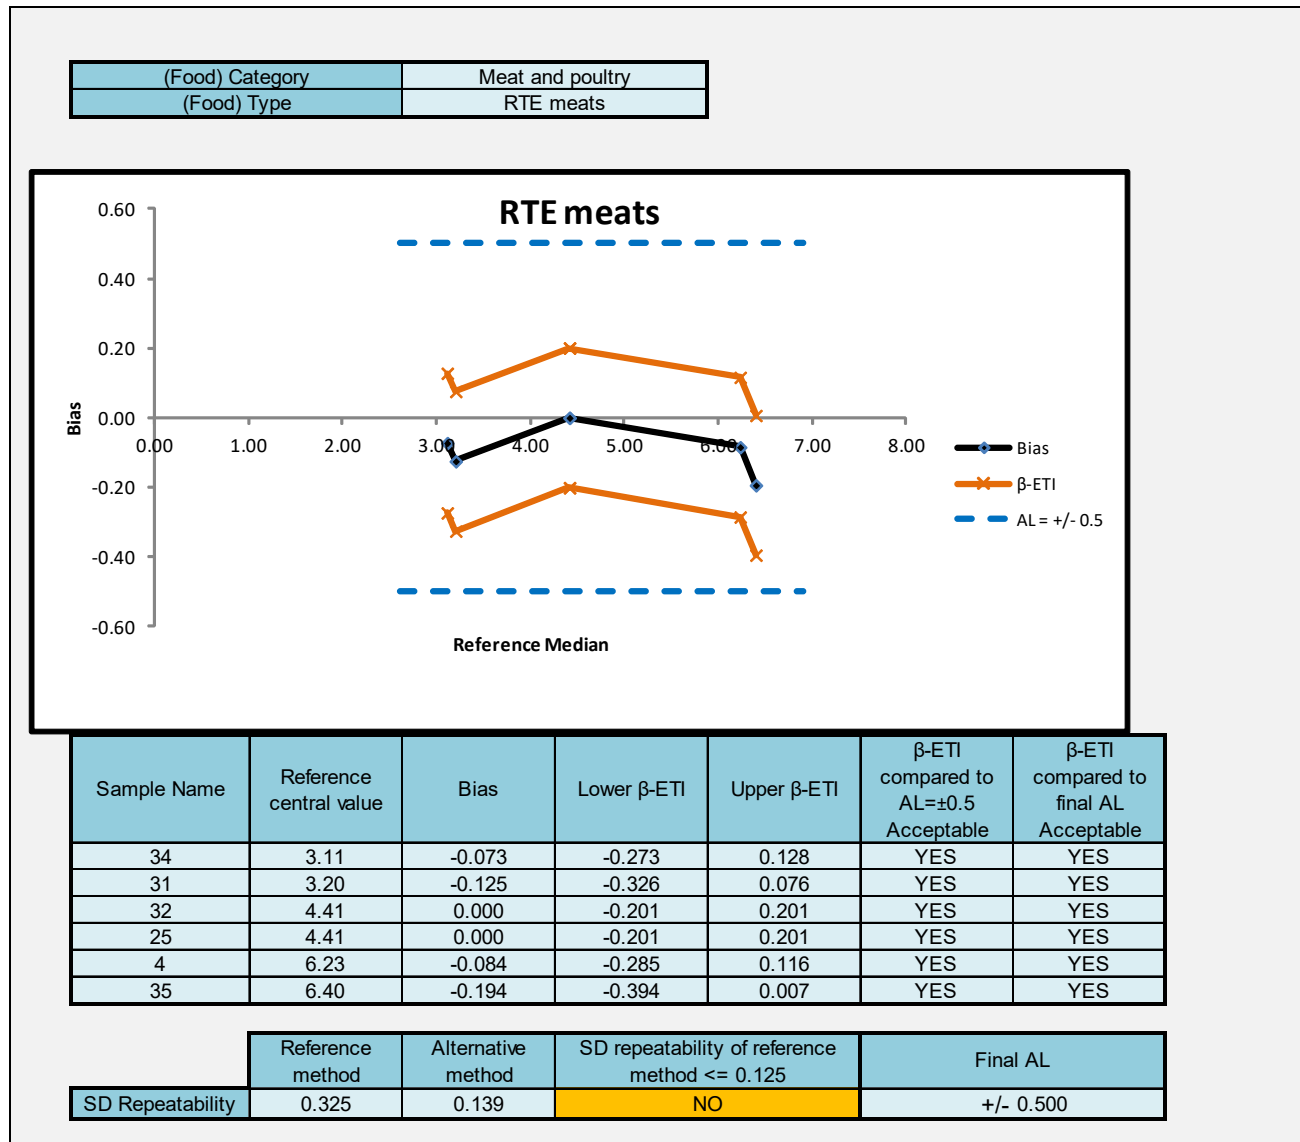 (Food) Category Meat and poultry
(Food) Type RTE meats
RTE meats
0.60
0.40
0.20
0.00
-0.20
-0.40
-0.60
Bias
0.00 1.00 2.00 3.00 4.00 5.00 6.00 7.00 8.00
Reference Median
Bias
β-ETI
AL = +/- 0.5
Sample Name Reference central value Bias Lower β-ETI Upper β-ETI β-ETI compared to AL=±0.5 Acceptable β-ETI compared to final AL Acceptable
34 3.11 -0.073 -0.273 0.128 YES YES
31 3.20 -0.125 -0.326 0.076 YES YES
32 4.41 0.000 -0.201 0.201 YES YES
25 4.41 0.000 -0.201 0.201 YES YES
4 6.23 -0.084 -0.285 0.116 YES YES
35 6.40 -0.194 -0.394 0.007 YES YES
Reference method Alternative method SD repeatability of reference method <= 0.125 Final AL
SD Repeatability 0.325 0.139 NO +/- 0.500